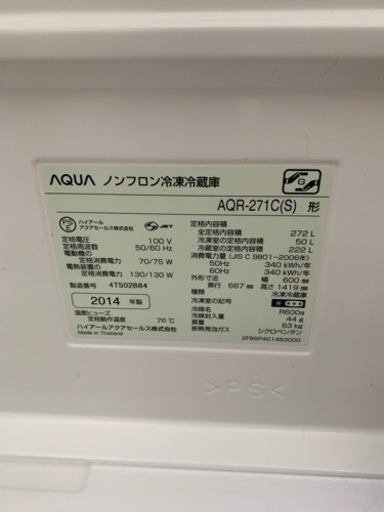 AQUA ノンフロン冷凍冷蔵庫
AQR-271C(S) 形
ハイアール
アクアセールス株式会社
JET
定格電圧 100 V
定格周波数 50/60 Hz
電動機の
定格消費電力 70/75 W
電熱装置の
定格消費電力 130/130 W
製造番号 4TS02884
2014 年製
温度ヒューズ
定格動作温度 76℃
ハイアールアクアセールス株式会社
Made in Thailand
定格内容積
全定格内容積 272 L
冷凍室の定格内容積 50 L
冷蔵室の定格内容積 222 L
消費電力量 (JIS C 9801-2006年)
50Hz 340 kWh/年
60Hz 340 kWh/年
外形寸法 幅 600 mm
奥行 667 mm 高さ 1419 mm
種類 冷凍冷蔵庫
冷凍室の記号
冷媒名 R600a
冷媒封入量 44 g
質量 63 kg
断熱発泡ガス シクロペンタン
2FB6P401483000
>PS<